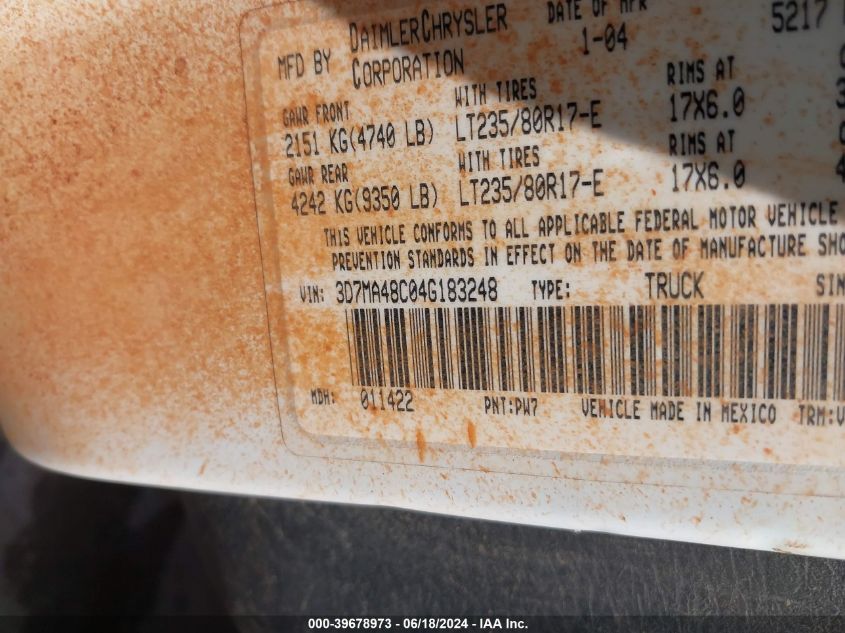 DAIMLERCHRYSLER DATE OF MFR 5217
MFD BY CORPORATION 1-04
GAWR FRONT WITH TIRES RIMS AT
2151 KG(4740 LB) LT235/80R17-E 17X6.0
GAWR REAR WITH TIRES RIMS AT
4242 KG(9350 LB) LT235/80R17-E 17X6.0
THIS VEHICLE CONFORMS TO ALL APPLICABLE FEDERAL MOTOR VEHICLE
PREVENTION STANDARDS IN EFFECT ON THE DATE OF MANUFACTURE SHO
VIN: 3D7MA48C04G183248 TYPE: TRUCK SIN
MDH: 011422 PNT:PW7 VEHICLE MADE IN MEXICO TRM:V
000-39678973 - 06/18/2024 - IAA Inc.